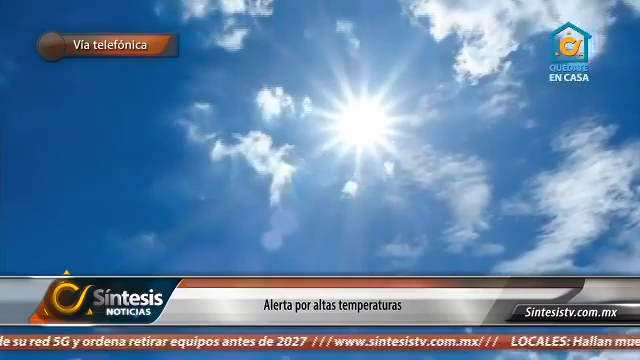 Vía telefónica
QUÉDATE
EN CASA
Síntesis
NOTICIAS
Alerta por altas temperaturas
Sintesistv.com.mx
de su red 5G y ordena retirar equipos antes de 2027 /// www.sintesistv.com.mx/// LOCALES: Hallan mue